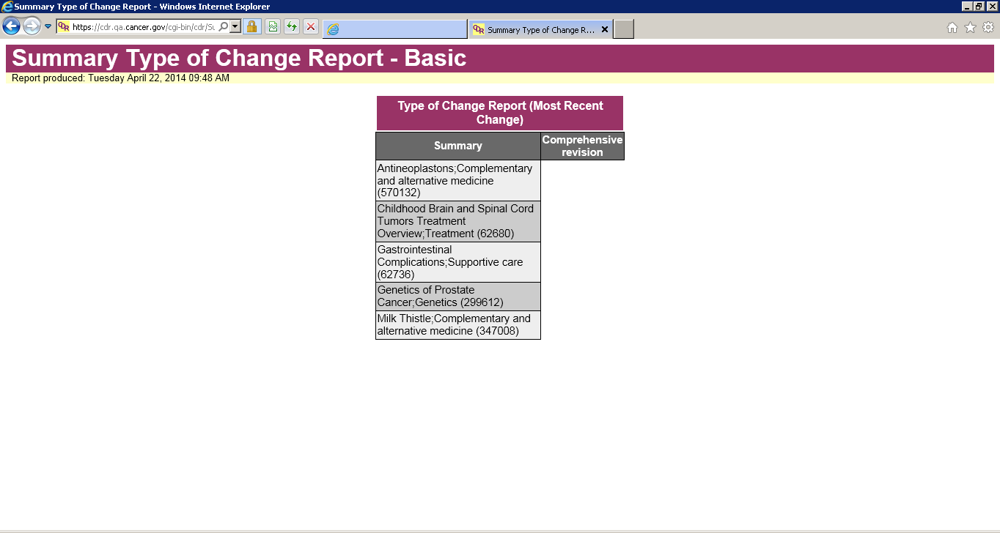 Summary Type of Change Report - Windows Internet Explorer
https://cdr.qa.cancer.gov/cgi-bin/cdr/Su
Summary Type of Change R...
Summary Type of Change Report - Basic
Report produced: Tuesday April 22, 2014 09:48 AM
Type of Change Report (Most Recent
Change)
Summary
Comprehensive
revision
Antineoplastons;Complementary
and alternative medicine
(570132)
Childhood Brain and Spinal Cord
Tumors Treatment
Overview;Treatment (62680)
Gastrointestinal
Complications;Supportive care
(62736)
Genetics of Prostate
Cancer;Genetics (299612)
Milk Thistle;Complementary and
alternative medicine (347008)